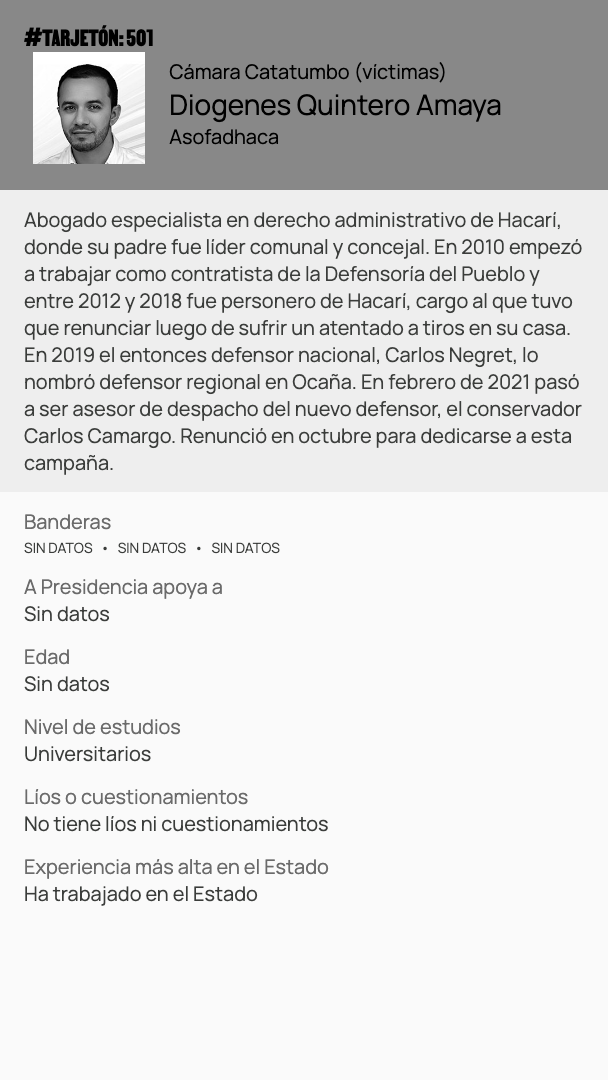 #TARJETÓN: 501
Cámara Catatumbo (víctimas)
Diogenes Quintero Amaya
Asofadhaca
Abogado especialista en derecho administrativo de Hacarí,
donde su padre fue líder comunal y concejal. En 2010 empezó
a trabajar como contratista de la Defensoría del Pueblo y
entre 2012 y 2018 fue personero de Hacarí, cargo al que tuvo
que renunciar luego de sufrir un atentado a tiros en su casa.
En 2019 el entonces defensor nacional, Carlos Negret, lo
nombró defensor regional en Ocaña. En febrero de 2021 pasó
a ser asesor de despacho del nuevo defensor, el conservador
Carlos Camargo. Renunció en octubre para dedicarse a esta
campaña.
Banderas
SIN DATOS • SIN DATOS • SIN DATOS
A Presidencia apoya a
Sin datos
Edad
Sin datos
Nivel de estudios
Universitarios
Líos o cuestionamientos
No tiene líos ni cuestionamientos
Experiencia más alta en el Estado
Ha trabajado en el Estado